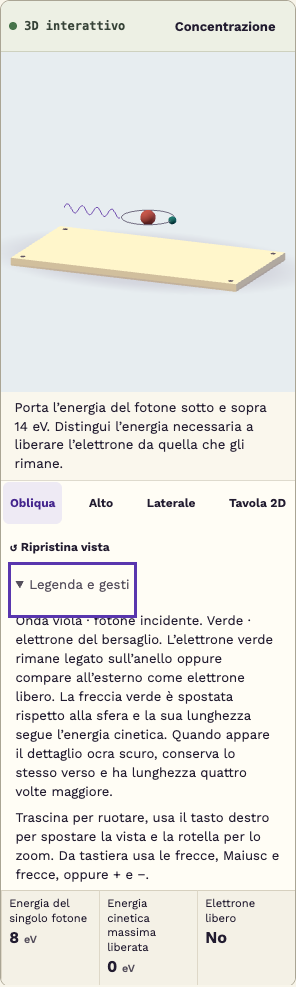 3D interattivo
Concentrazione
Porta l’energia del fotone sotto e sopra
14 eV. Distingui l’energia necessaria a
liberare l’elettrone da quella che gli
rimane.
Obliqua
Alto
Laterale
Tavola 2D
↺ Ripristina vista
▼ Legenda e gesti
Onda viola · fotone incidente. Verde ·
elettrone del bersaglio. L’elettrone verde
rimane legato sull’anello oppure
compare all’esterno come elettrone
libero. La freccia verde è spostata
rispetto alla sfera e la sua lunghezza
segue l’energia cinetica. Quando appare
il dettaglio ocra scuro, conserva lo
stesso verso e ha lunghezza quattro
volte maggiore.
Trascina per ruotare, usa il tasto destro
per spostare la vista e la rotella per lo
zoom. Da tastiera usa le frecce, Maiusc e
frecce, oppure + e −.
Energia del
singolo fotone
8 eV
Energia
cinetica
massima
liberata
0 eV
Elettrone
libero
No